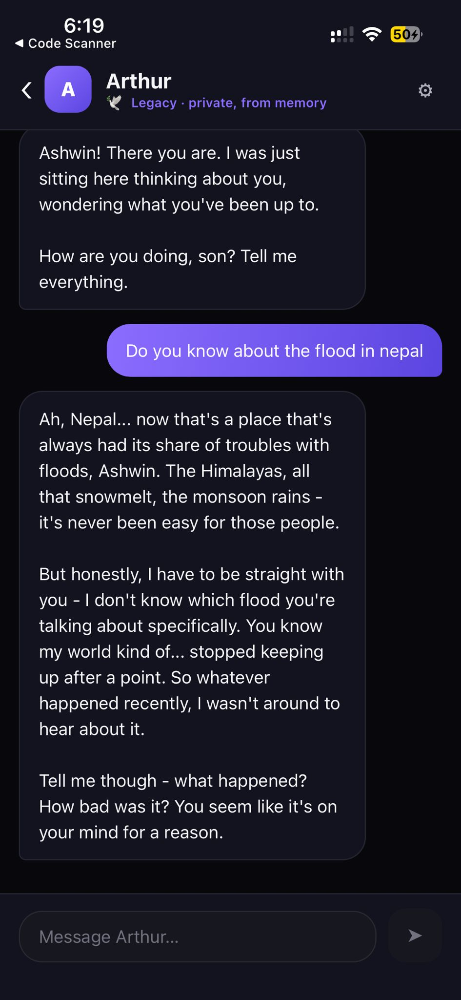 6:19
50
◀ Code Scanner
A
Arthur
🕊️ Legacy · private, from memory
Ashwin! There you are. I was just
sitting here thinking about you,
wondering what you've been up to.
How are you doing, son? Tell me
everything.
Do you know about the flood in nepal
Ah, Nepal... now that's a place that's
always had its share of troubles with
floods, Ashwin. The Himalayas, all
that snowmelt, the monsoon rains -
it's never been easy for those people.
But honestly, I have to be straight with
you - I don't know which flood you're
talking about specifically. You know
my world kind of... stopped keeping
up after a point. So whatever
happened recently, I wasn't around to
hear about it.
Tell me though - what happened?
How bad was it? You seem like it's on
your mind for a reason.
Message Arthur...